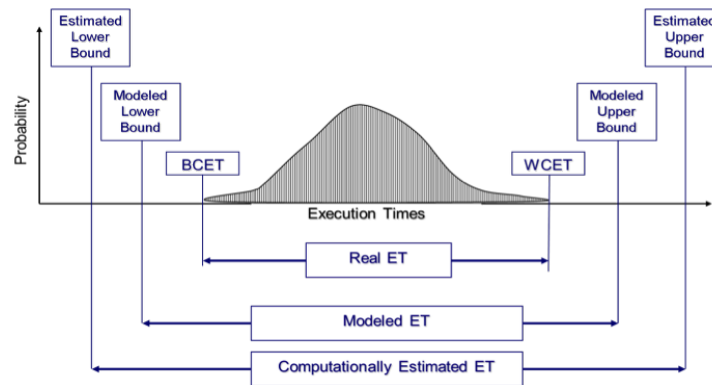 Estimated
Lower
Bound
Estimated
Upper
Bound
Modeled
Lower
Bound
Modeled
Upper
Bound
Probability
BCET
WCET
Execution Times
Real ET
Modeled ET
Computationally Estimated ET